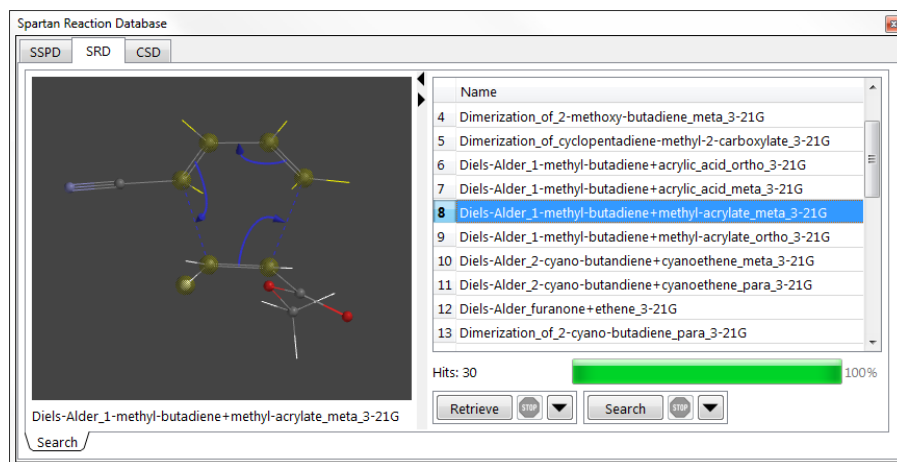 Spartan Reaction Database
SSPD SRD CSD
Name
4 Dimerization_of_2-methoxy-butadiene_meta_3-21G
5 Dimerization_of_cyclopentadiene-methyl-2-carboxylate_3-21G
6 Diels-Alder_1-methyl-butadiene+acrylic_acid_ortho_3-21G
7 Diels-Alder_1-methyl-butadiene+acrylic_acid_meta_3-21G
8 Diels-Alder_1-methyl-butadiene+methyl-acrylate_meta_3-21G
9 Diels-Alder_1-methyl-butadiene+methyl-acrylate_ortho_3-21G
10 Diels-Alder_2-cyano-butandiene+cyanoethene_meta_3-21G
11 Diels-Alder_2-cyano-butandiene+cyanoethene_para_3-21G
12 Diels-Alder_furanone+ethene_3-21G
13 Dimerization_of_2-cyano-butadiene_para_3-21G
Hits: 30 100%
Retrieve STOP Search STOP
Diels-Alder_1-methyl-butadiene+methyl-acrylate_meta_3-21G
Search